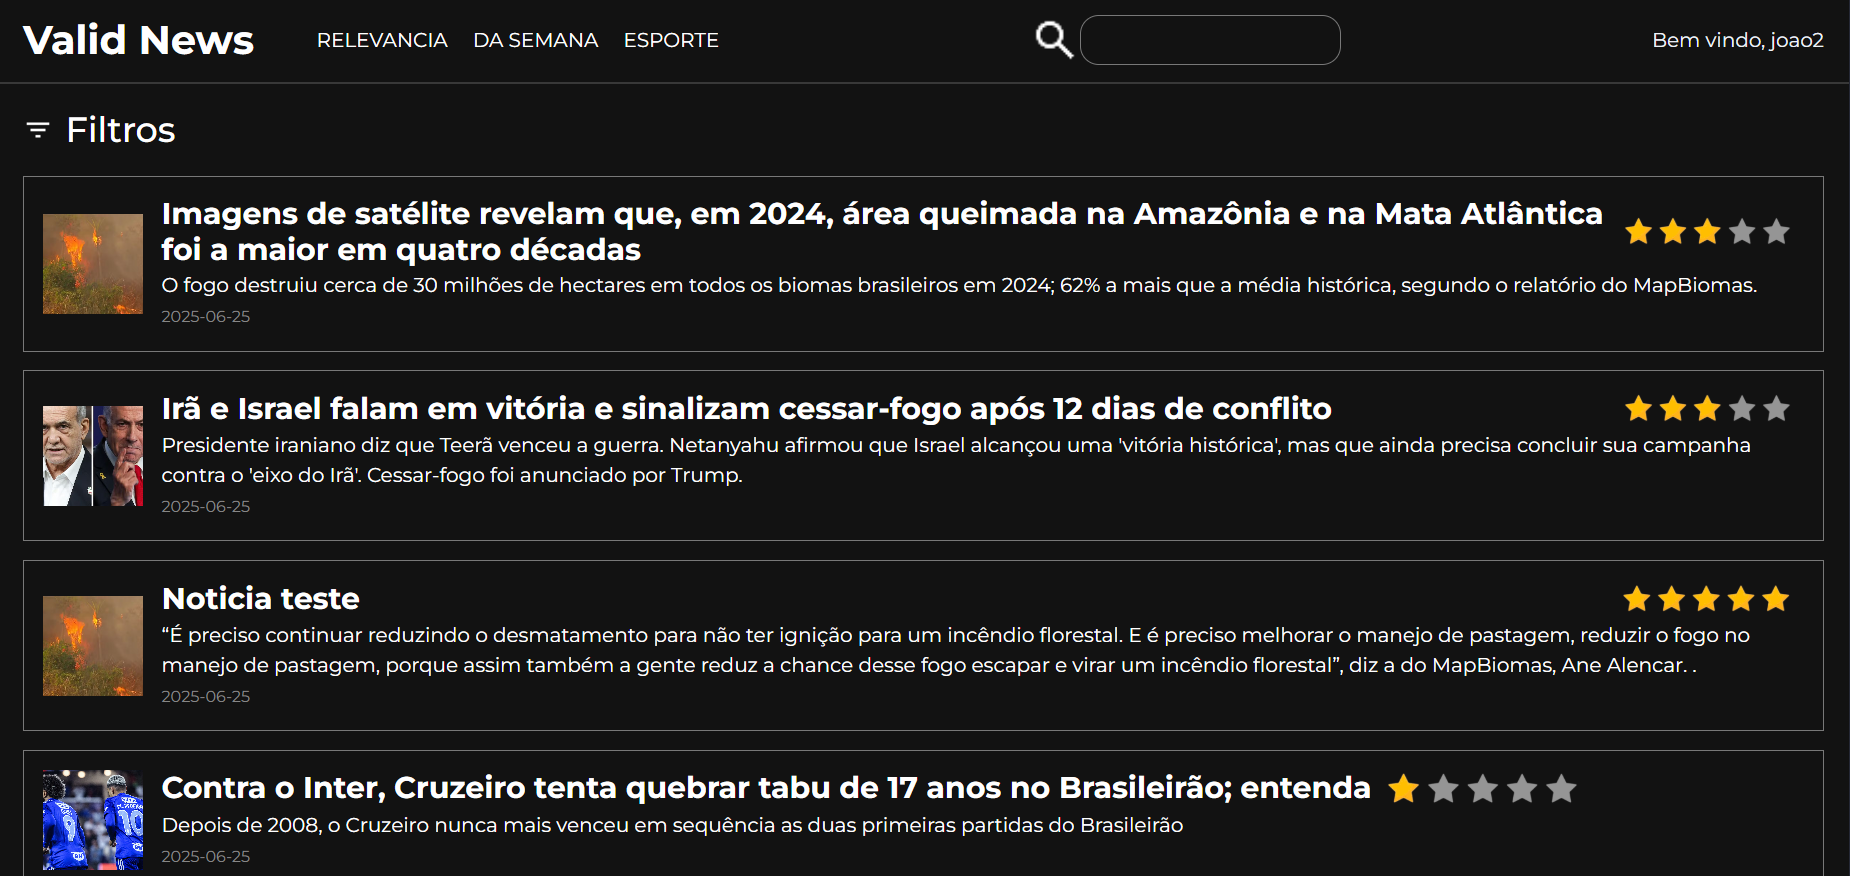 Valid News
RELEVANCIA DA SEMANA ESPORTE
Bem vindo, joao2
Filtros
Imagens de satélite revelam que, em 2024, área queimada na Amazônia e na Mata Atlântica
foi a maior em quatro décadas
O fogo destruiu cerca de 30 milhões de hectares em todos os biomas brasileiros em 2024; 62% a mais que a média histórica, segundo o relatório do MapBiomas.
2025-06-25
Irã e Israel falam em vitória e sinalizam cessar-fogo após 12 dias de conflito
Presidente iraniano diz que Teerã venceu a guerra. Netanyahu afirmou que Israel alcançou uma 'vitória histórica', mas que ainda precisa concluir sua campanha
contra o 'eixo do Irã'. Cessar-fogo foi anunciado por Trump.
2025-06-25
Noticia teste
“É preciso continuar reduzindo o desmatamento para não ter ignição para um incêndio florestal. E é preciso melhorar o manejo de pastagem, reduzir o fogo no
manejo de pastagem, porque assim também a gente reduz a chance desse fogo escapar e virar um incêndio florestal”, diz a do MapBiomas, Ane Alencar. .
2025-06-25
Contra o Inter, Cruzeiro tenta quebrar tabu de 17 anos no Brasileirão; entenda
Depois de 2008, o Cruzeiro nunca mais venceu em sequência as duas primeiras partidas do Brasileirão
2025-06-25
9
10